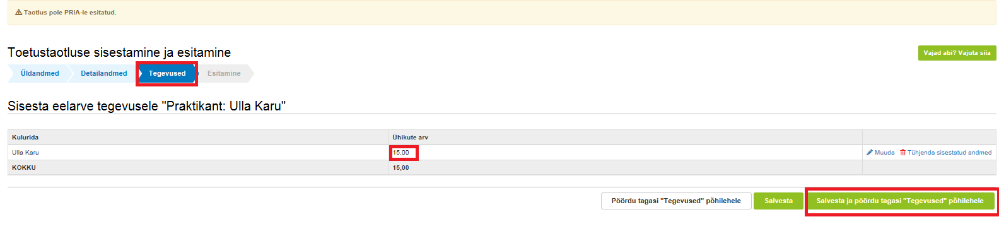 Taotlus pole PRIA-le esitatud.
Toetustaotluse sisestamine ja esitamine
Vajad abi? Vajuta siia
Üldandmed Detailandmed Tegevused Esitamine
Sisesta eelarve tegevusele "Praktikant: Ulla Karu"
Kulurida Ühikute arv
Ulla Karu 15,00 Muuda Tühjenda sisestatud andmed
KOKKU 15,00
Pöördu tagasi "Tegevused" põhilehele Salvesta Salvesta ja pöördu tagasi "Tegevused" põhilehele